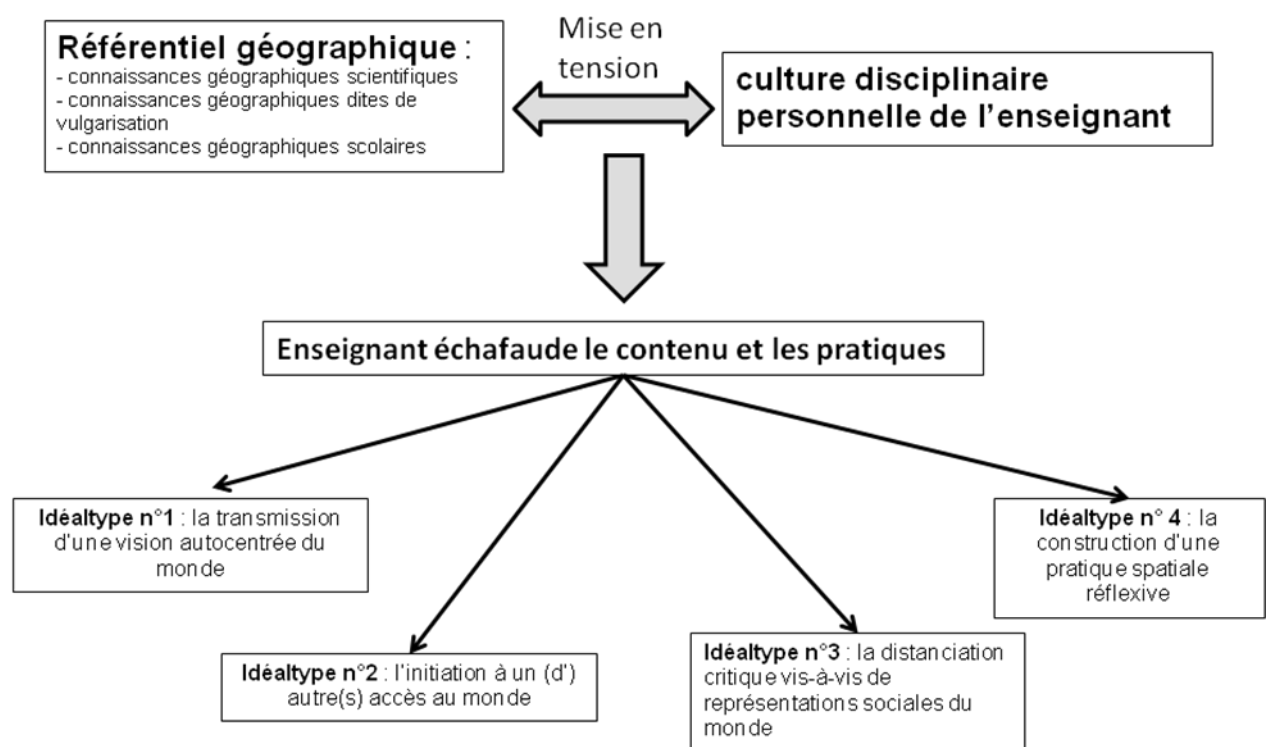 Référentiel géographique :
- connaissances géographiques scientifiques
- connaissances géographiques dites de
vulgarisation
- connaissances géographiques scolaires
Mise en
tension
culture disciplinaire
personnelle de l'enseignant
Enseignant échafaude le contenu et les pratiques
Idéaltype n°1 : la transmission
d'une vision autocentrée du
monde
Idéaltype n°2 : l'initiation à un (d')
autre(s) accès au monde
Idéaltype n°3 : la distanciation
critique vis-à-vis de
représentations sociales du
monde
Idéaltype n° 4 : la
construction d'une
pratique spatiale
réflexive